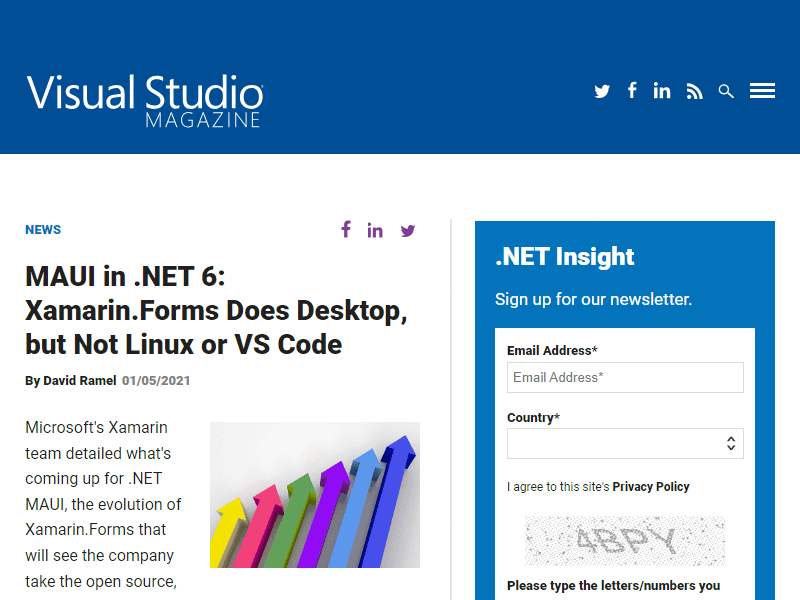 Visual Studio
MAGAZINE
NEWS
MAUI in .NET 6:
Xamarin.Forms Does Desktop,
but Not Linux or VS Code
By David Ramel 01/05/2021
Microsoft's Xamarin
team detailed what's
coming up for .NET
MAUI, the evolution of
Xamarin.Forms that
will see the company
take the open source,
.NET Insight
Sign up for our newsletter.
Email Address*
Email Address*
Country*
I agree to this site's Privacy Policy
4BPY
Please type the letters/numbers you